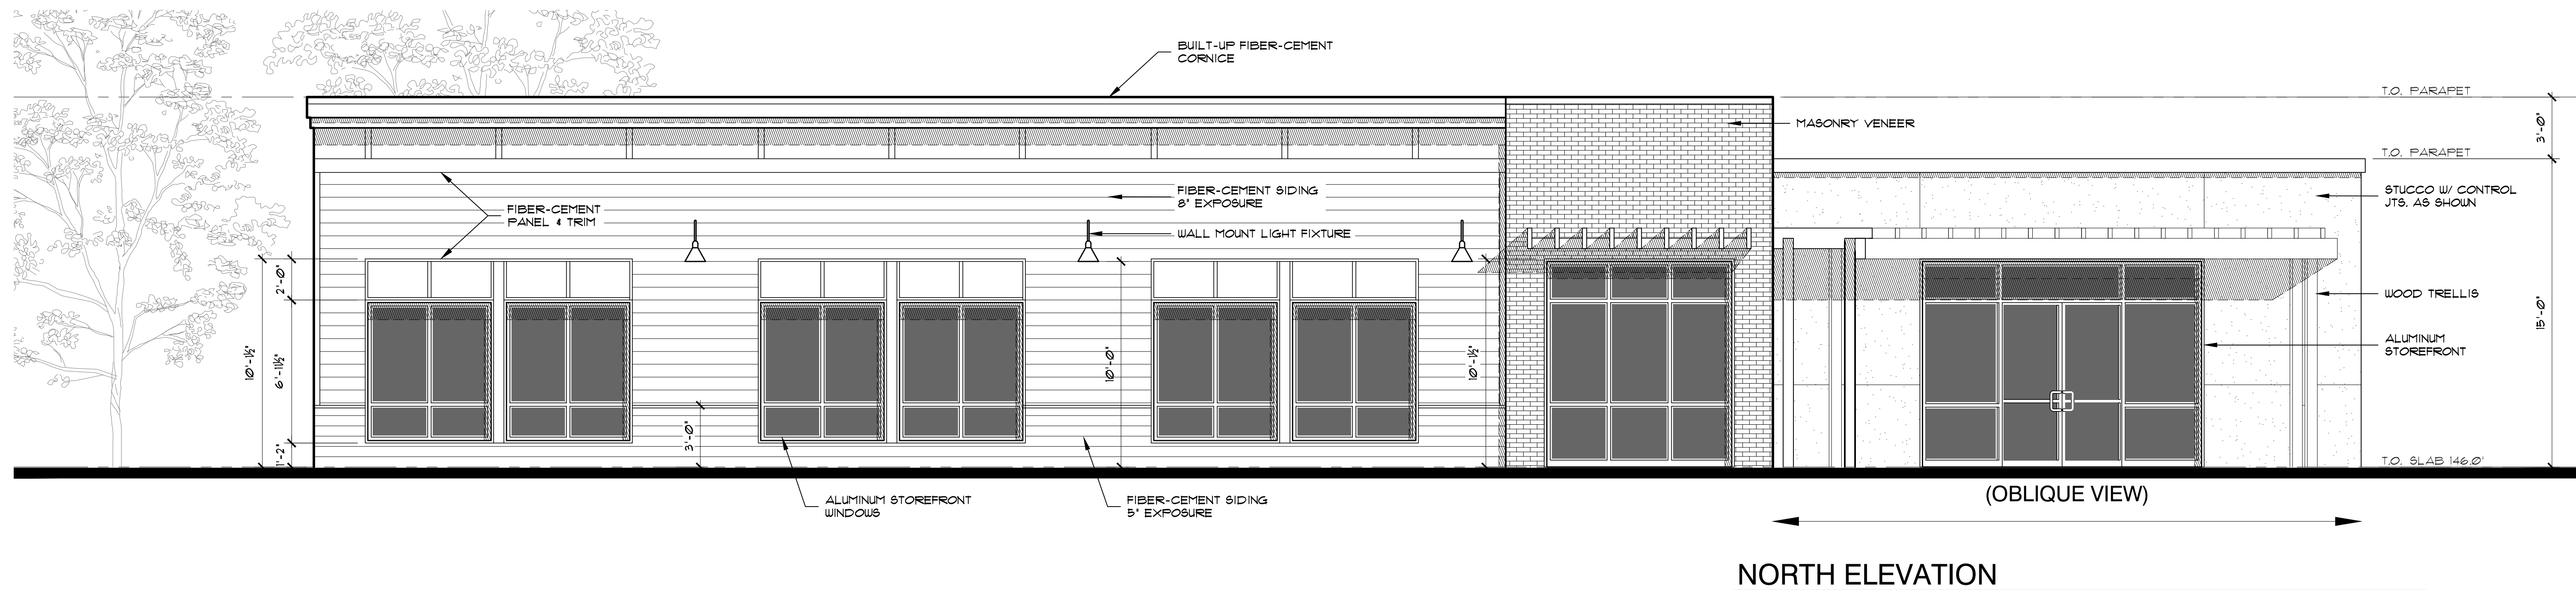 BUILT-UP FIBER-CEMENT
CORNICE
T.O. PARAPET
MASONRY VENEER
3'-0"
T.O. PARAPET
FIBER-CEMENT SIDING
8" EXPOSURE
STUCCO W/ CONTROL
JTS. AS SHOWN
FIBER-CEMENT
PANEL & TRIM
WALL MOUNT LIGHT FIXTURE
2'-0"
WOOD TRELLIS
15'-0"
ALUMINUM
STOREFRONT
10'-1½"
6'-11½"
10'-0"
10'-1½"
3'-0"
1'-2"
T.O. SLAB 146.0'
(OBLIQUE VIEW)
ALUMINUM STOREFRONT
WINDOWS
FIBER-CEMENT SIDING
5" EXPOSURE
NORTH ELEVATION